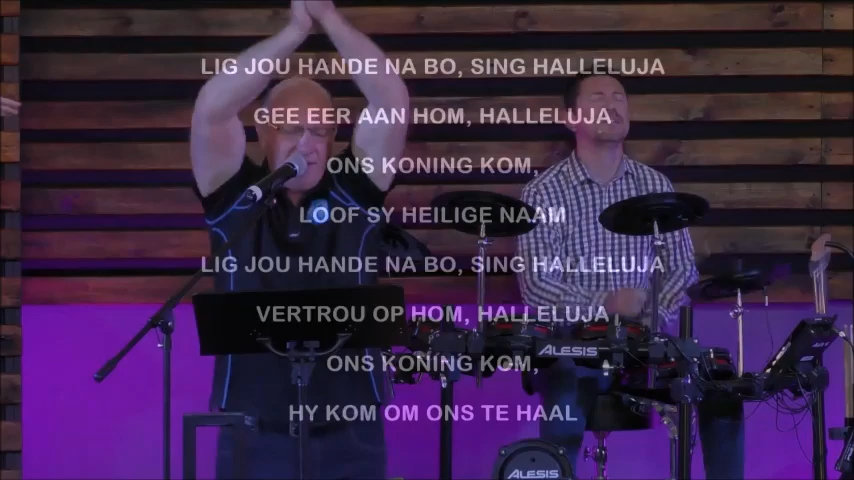 LIG JOU HANDE NA BO, SING HALLELUJA
GEE EER AAN HOM, HALLELUJA
ONS KONING KOM,
LOOF SY HEILIGE NAAM
LIG JOU HANDE NA BO, SING HALLELUJA
VERTROU OP HOM, HALLELUJA
ONS KONING KOM,
HY KOM OM ONS TE HAAL
ALESIS
ALESIS